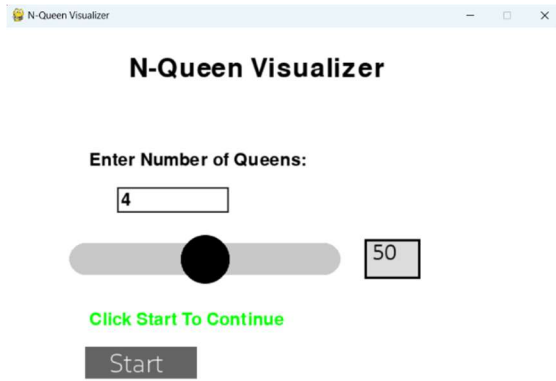 N-Queen Visualizer
N-Queen Visualizer
Enter Number of Queens:
4
50
Click Start To Continue
Start